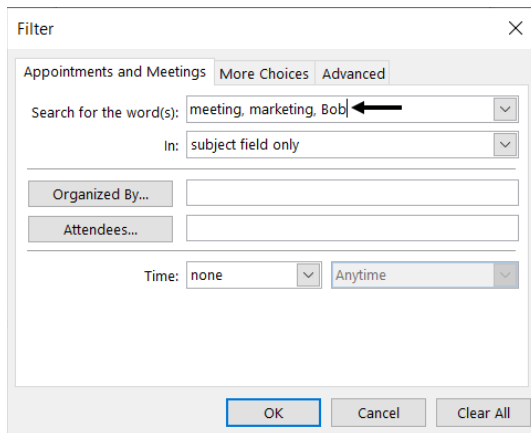 Filter
Appointments and Meetings More Choices Advanced
Search for the word(s): meeting, marketing, Bob
In: subject field only
Organized By...
Attendees...
Time: none Anytime
OK Cancel Clear All